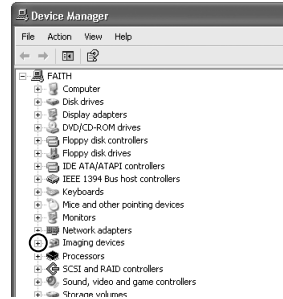 Device Manager
File Action View Help
FAITH
Computer
Disk drives
Display adapters
DVD/CD-ROM drives
Floppy disk controllers
Floppy disk drives
IDE ATA/ATAPI controllers
IEEE 1394 Bus host controllers
Keyboards
Mice and other pointing devices
Monitors
Network adapters
Imaging devices
Processors
SCSI and RAID controllers
Sound, video and game controllers
Storage volumes